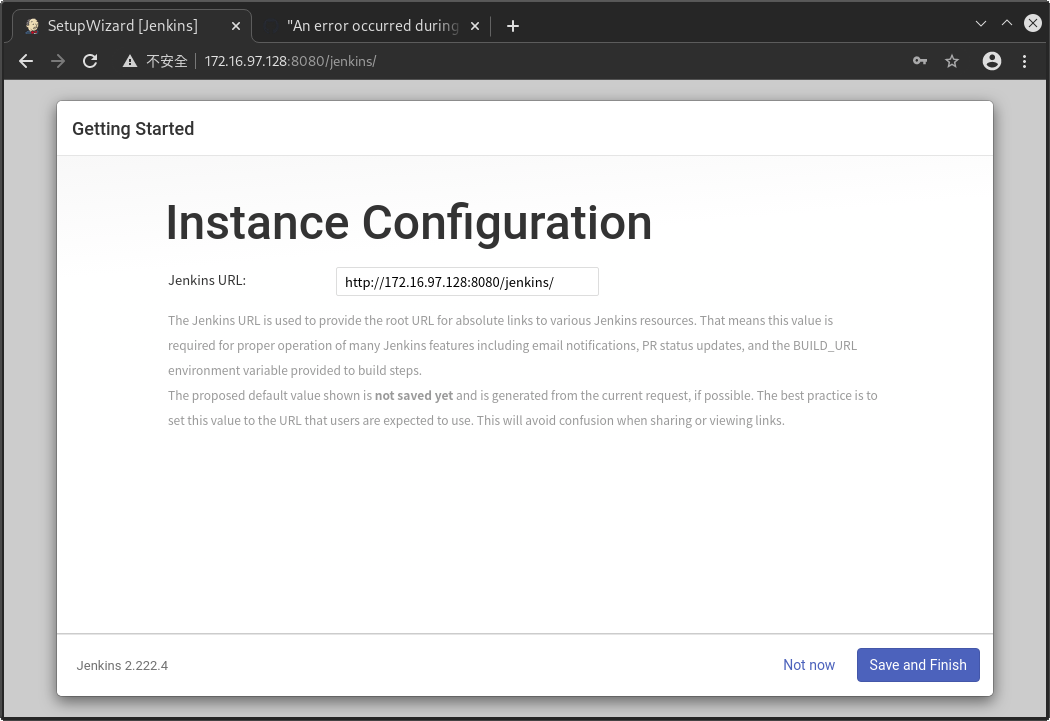 SetupWizard [Jenkins]
"An error occurred during
不安全
172.16.97.128:8080/jenkins/
Getting Started
Instance Configuration
Jenkins URL:
http://172.16.97.128:8080/jenkins/
The Jenkins URL is used to provide the root URL for absolute links to various Jenkins resources. That means this value is
required for proper operation of many Jenkins features including email notifications, PR status updates, and the BUILD_URL
environment variable provided to build steps.
The proposed default value shown is not saved yet and is generated from the current request, if possible. The best practice is to
set this value to the URL that users are expected to use. This will avoid confusion when sharing or viewing links.
Jenkins 2.222.4
Not now
Save and Finish